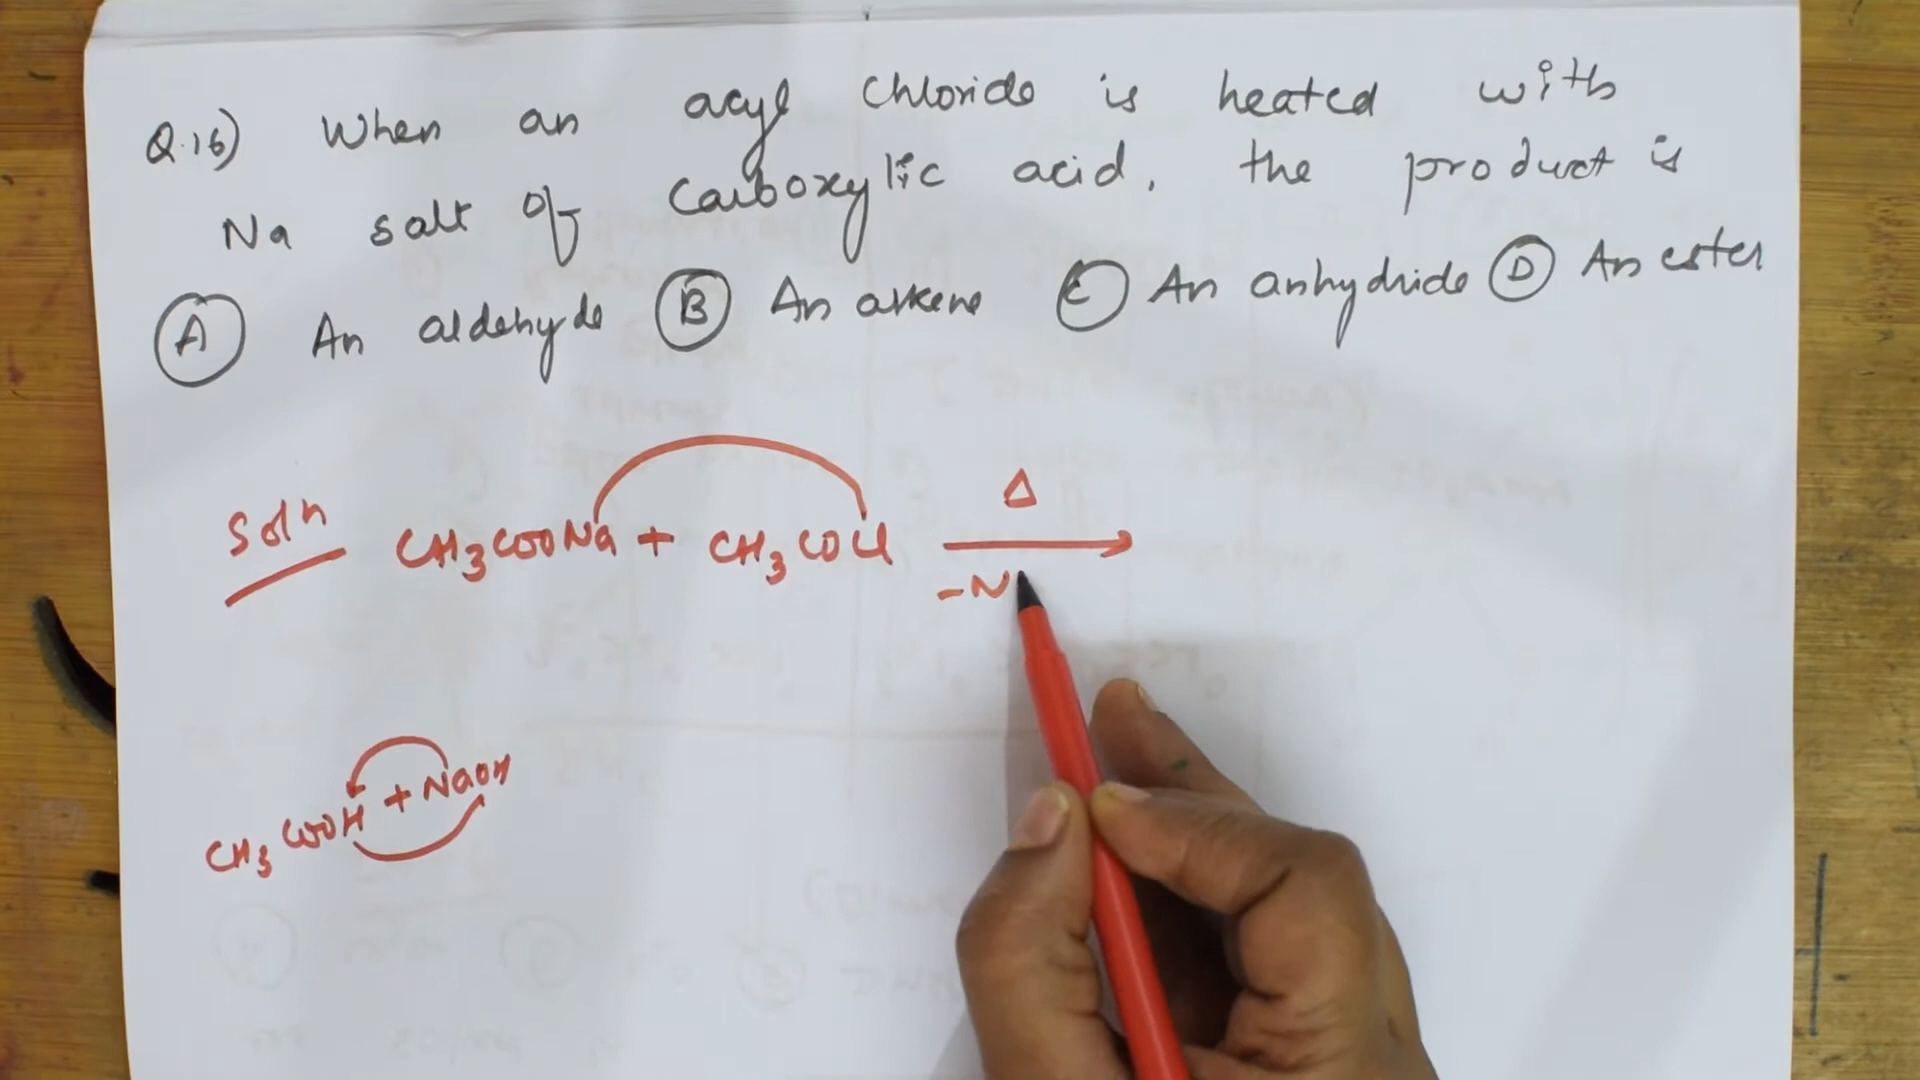 Q.16) When an acyl chloride is heated with
Na salt of Carboxylic acid, the product is
A An aldehyde B An alkene C An anhydride D An ester
Soln CH3COONa + CH3COCl Δ
-N
CH3COOH + NaOH